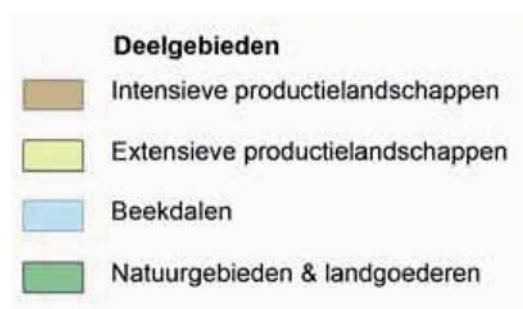 Deelgebieden
Intensieve productielandschappen
Extensieve productielandschappen
Beekdalen
Natuurgebieden & landgoederen